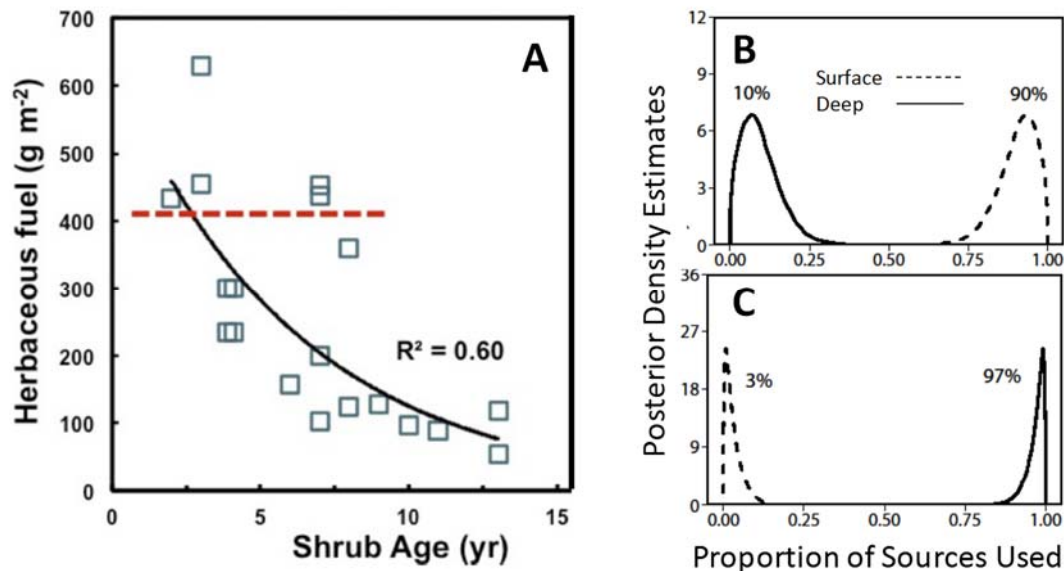 700
600
500
400
300
200
100
0
Herbaceous fuel (g m⁻²)
A
R² = 0.60
0 5 10 15
Shrub Age (yr)
B
Surface
Deep
10%
90%
12
9
6
3
0
0.00 0.25 0.50 0.75 1.00
Posterior Density Estimates
C
3%
97%
36
27
18
9
0
0.00 0.25 0.50 0.75 1.00
Proportion of Sources Used